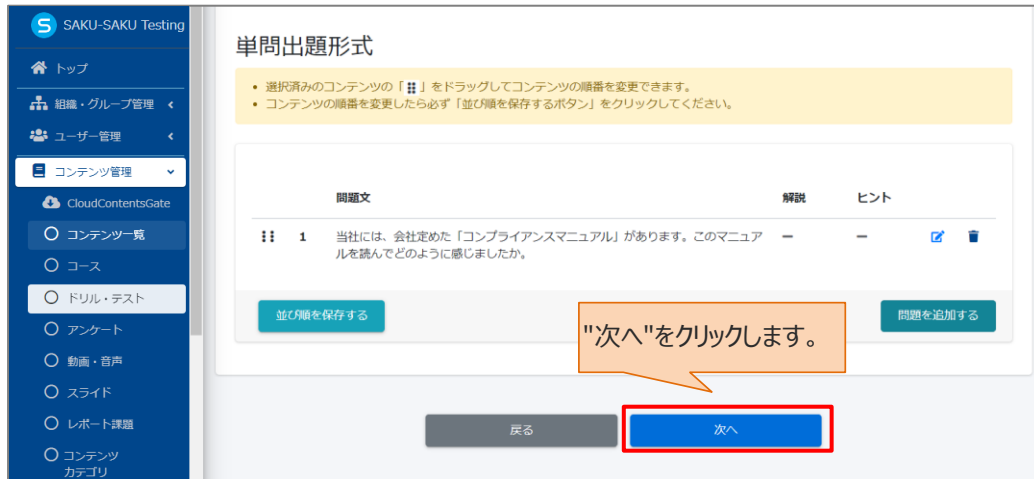 S SAKU-SAKU Testing
トップ
組織・グループ管理
ユーザー管理
コンテンツ管理
CloudContentsGate
コンテンツ一覧
コース
ドリル・テスト
アンケート
動画・音声
スライド
レポート課題
コンテンツ
カテゴリ
単問出題形式
• 選択済みのコンテンツの「⠿」をドラッグしてコンテンツの順番を変更できます。
• コンテンツの順番を変更したら必ず「並び順を保存するボタン」をクリックしてください。
問題文 解説 ヒント
1 当社には、会社定めた「コンプライアンスマニュアル」があります。このマニュア － －
ルを読んでどのように感じましたか。
並び順を保存する
問題を追加する
"次へ"をクリックします。
戻る
次へ